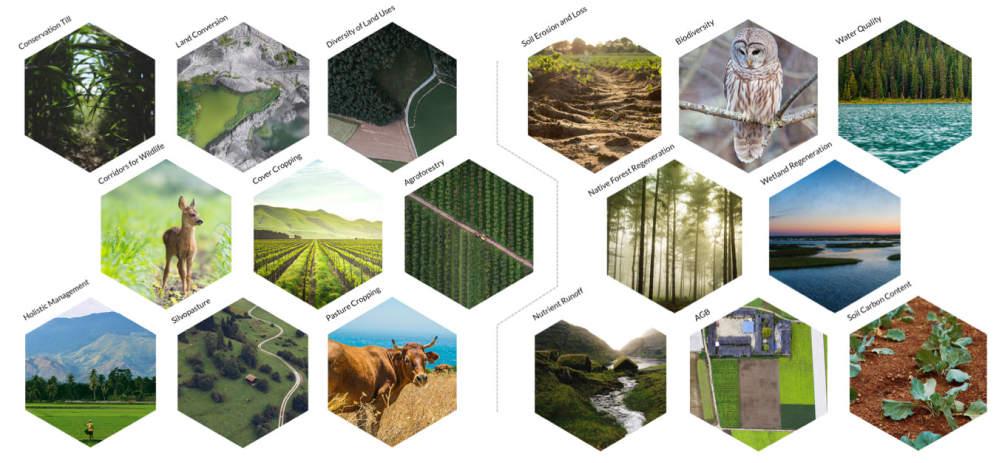 Conservation Till
Land Conversion
Diversity of Land Uses
Soil Erosion and Loss
Biodiversity
Water Quality
Corridors for Wildlife
Cover Cropping
Agroforestry
Native Forest Regeneration
Wetland Regeneration
Holistic Management
Silvopasture
Pasture Cropping
Nutrient Runoff
AGB
Soil Carbon Content